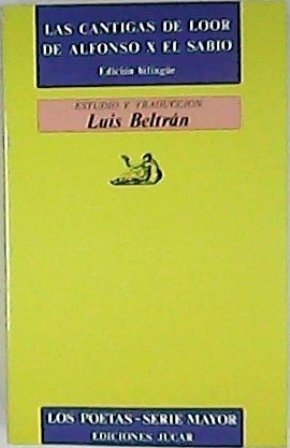 LAS CANTIGAS DE LOOR
DE ALFONSO X EL SABIO
Edición bilingüe
ESTUDIO Y TRADUCCION
Luis Beltrán
LOS POETAS-SERIE MAYOR
EDICIONES JUCAR